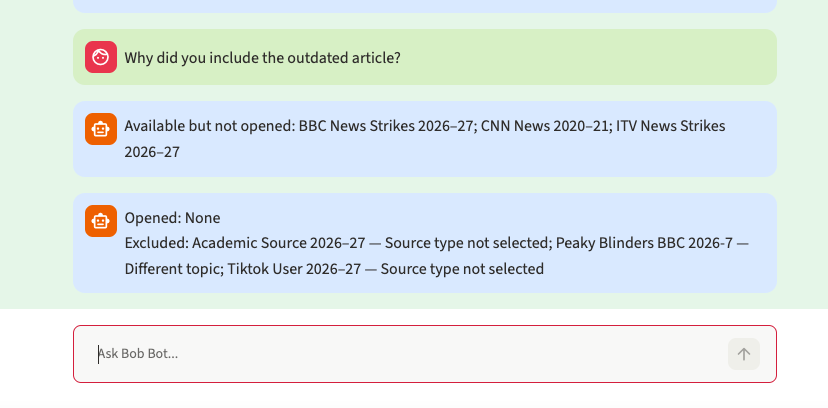 Why did you include the outdated article?
Available but not opened: BBC News Strikes 2026–27; CNN News 2020–21; ITV News Strikes
2026–27
Opened: None
Excluded: Academic Source 2026–27 — Source type not selected; Peaky Blinders BBC 2026-7 —
Different topic; Tiktok User 2026–27 — Source type not selected
Ask Bob Bot...